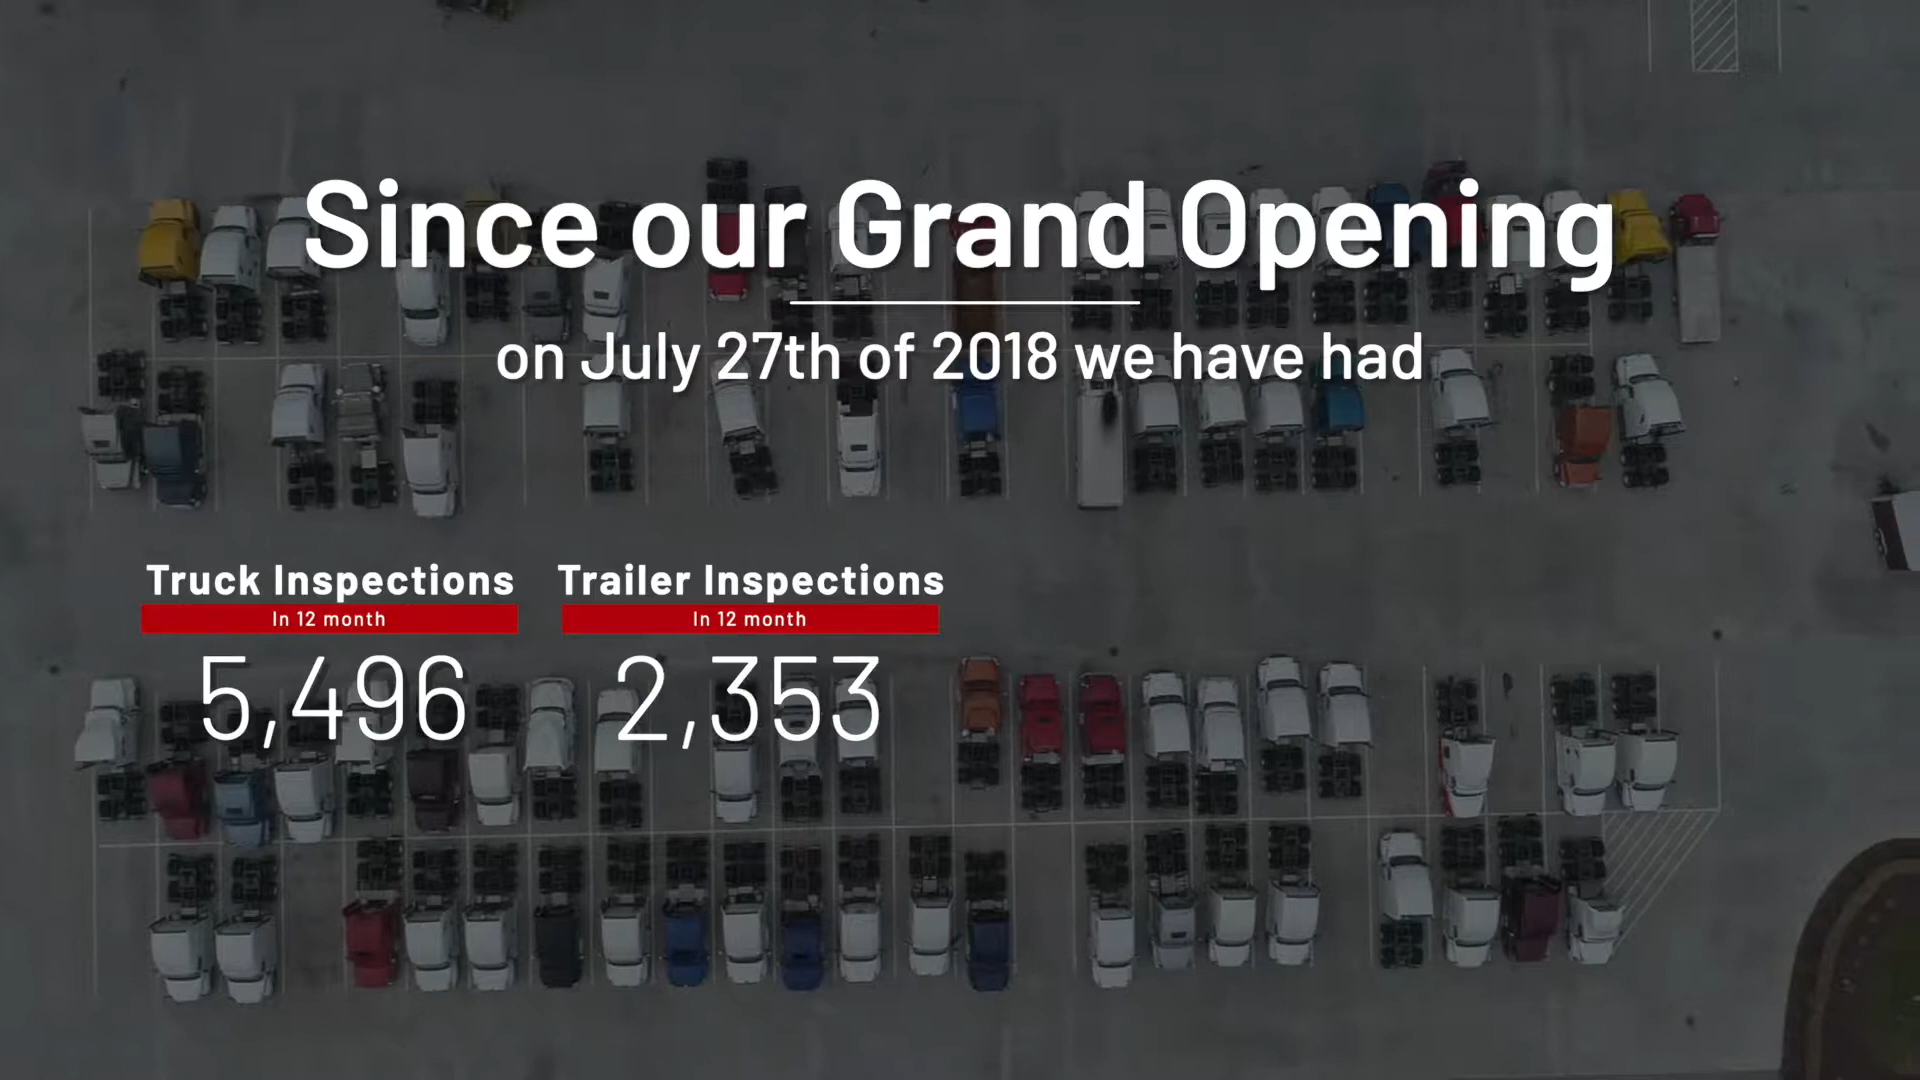 Since our Grand Opening
on July 27th of 2018 we have had
Truck Inspections
In 12 month
5,496
Trailer Inspections
In 12 month
2,353